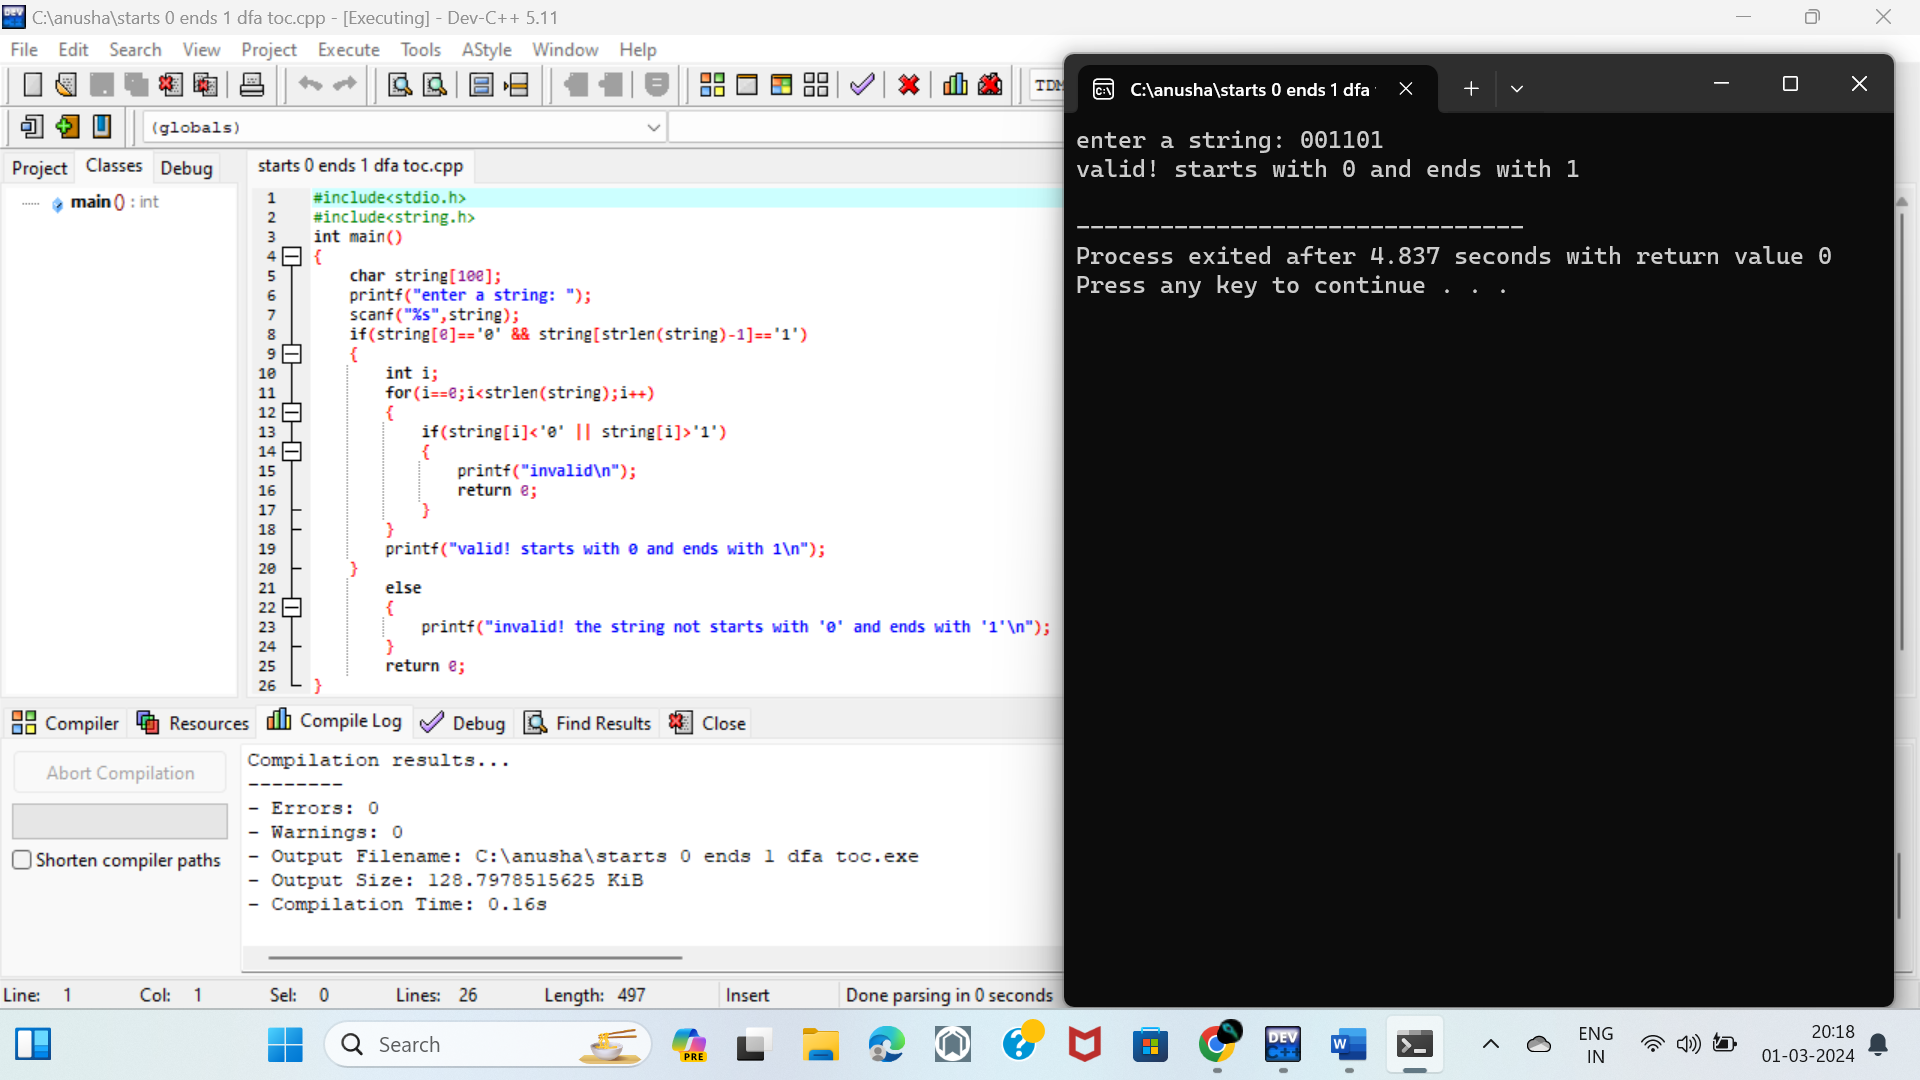 C:\anusha\starts 0 ends 1 dfa toc.cpp - [Executing] - Dev-C++ 5.11
File Edit Search View Project Execute Tools AStyle Window Help
TDM
(globals)
Project Classes Debug
main () : int
starts 0 ends 1 dfa toc.cpp
1 #include<stdio.h>
2 #include<string.h>
3 int main()
4 {
5 char string[100];
6 printf("enter a string: ");
7 scanf("%s",string);
8 if(string[0]=='0' && string[strlen(string)-1]=='1')
9 {
10 int i;
11 for(i==0;i<strlen(string);i++)
12 {
13 if(string[i]<'0' || string[i]>'1')
14 {
15 printf("invalid\n");
16 return 0;
17 }
18 }
19 printf("valid! starts with 0 and ends with 1\n");
20 }
21 else
22 {
23 printf("invalid! the string not starts with '0' and ends with '1'\n");
24 }
25 return 0;
26 }
C:\anusha\starts 0 ends 1 dfa
enter a string: 001101
valid! starts with 0 and ends with 1
--------------------------------
Process exited after 4.837 seconds with return value 0
Press any key to continue . . .
Compiler Resources Compile Log Debug Find Results Close
Abort Compilation
Shorten compiler paths
Compilation results...
--------
- Errors: 0
- Warnings: 0
- Output Filename: C:\anusha\starts 0 ends 1 dfa toc.exe
- Output Size: 128.7978515625 KiB
- Compilation Time: 0.16s
Line: 1 Col: 1 Sel: 0 Lines: 26 Length: 497 Insert Done parsing in 0 seconds
Search
PRE
DEV C++
W
ENG
IN
20:18
01-03-2024